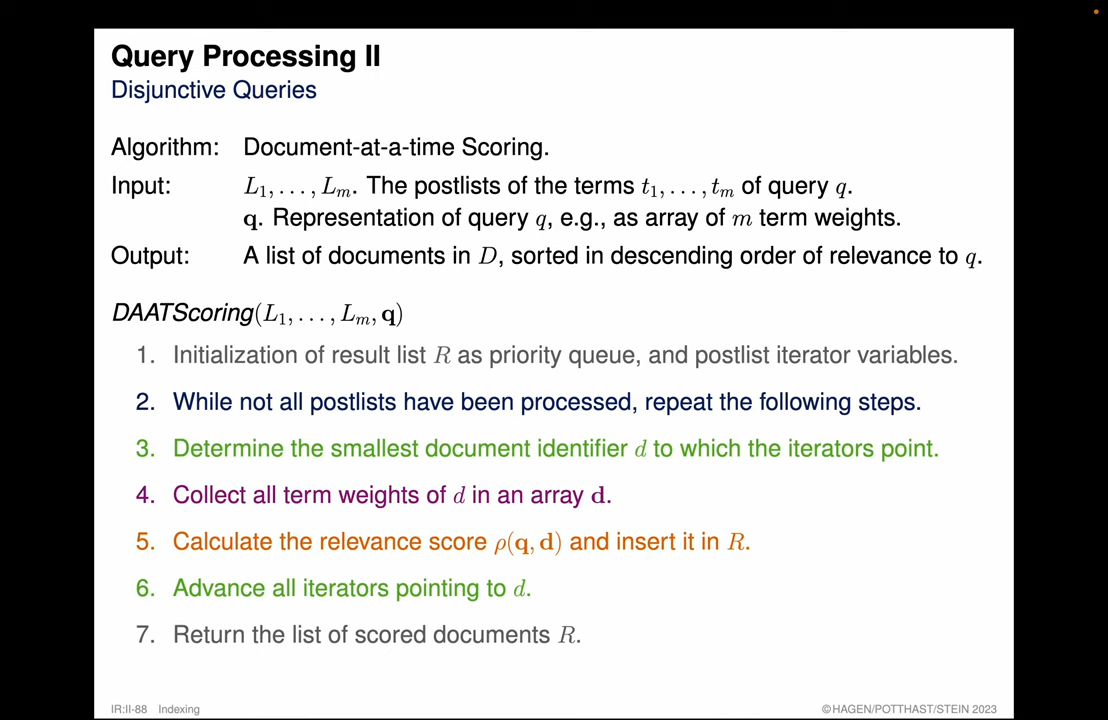 Query Processing II
Disjunctive Queries
Algorithm: Document-at-a-time Scoring.
Input: L₁, . . . , Lₘ. The postlists of the terms t₁, . . . , tₘ of query q.
q. Representation of query q, e.g., as array of m term weights.
Output: A list of documents in D, sorted in descending order of relevance to q.
DAATScoring(L₁, . . . , Lₘ, q)
1. Initialization of result list R as priority queue, and postlist iterator variables.
2. While not all postlists have been processed, repeat the following steps.
3. Determine the smallest document identifier d to which the iterators point.
4. Collect all term weights of d in an array d.
5. Calculate the relevance score ρ(q, d) and insert it in R.
6. Advance all iterators pointing to d.
7. Return the list of scored documents R.
IR:II-88 Indexing ©HAGEN/POTTHAST/STEIN 2023